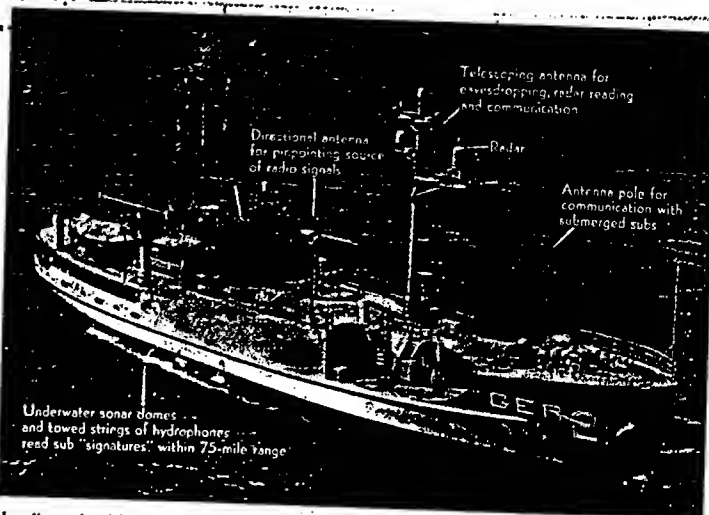 Telescoping antenna for
eavesdropping, radar reading
and communication
Directional antenna
for pinpointing source
of radio signals
Radar
Antenna pole for
communication with
submerged subs
Underwater sonar domes
and towed strings of hydrophones
read sub "signatures" within 75-mile range